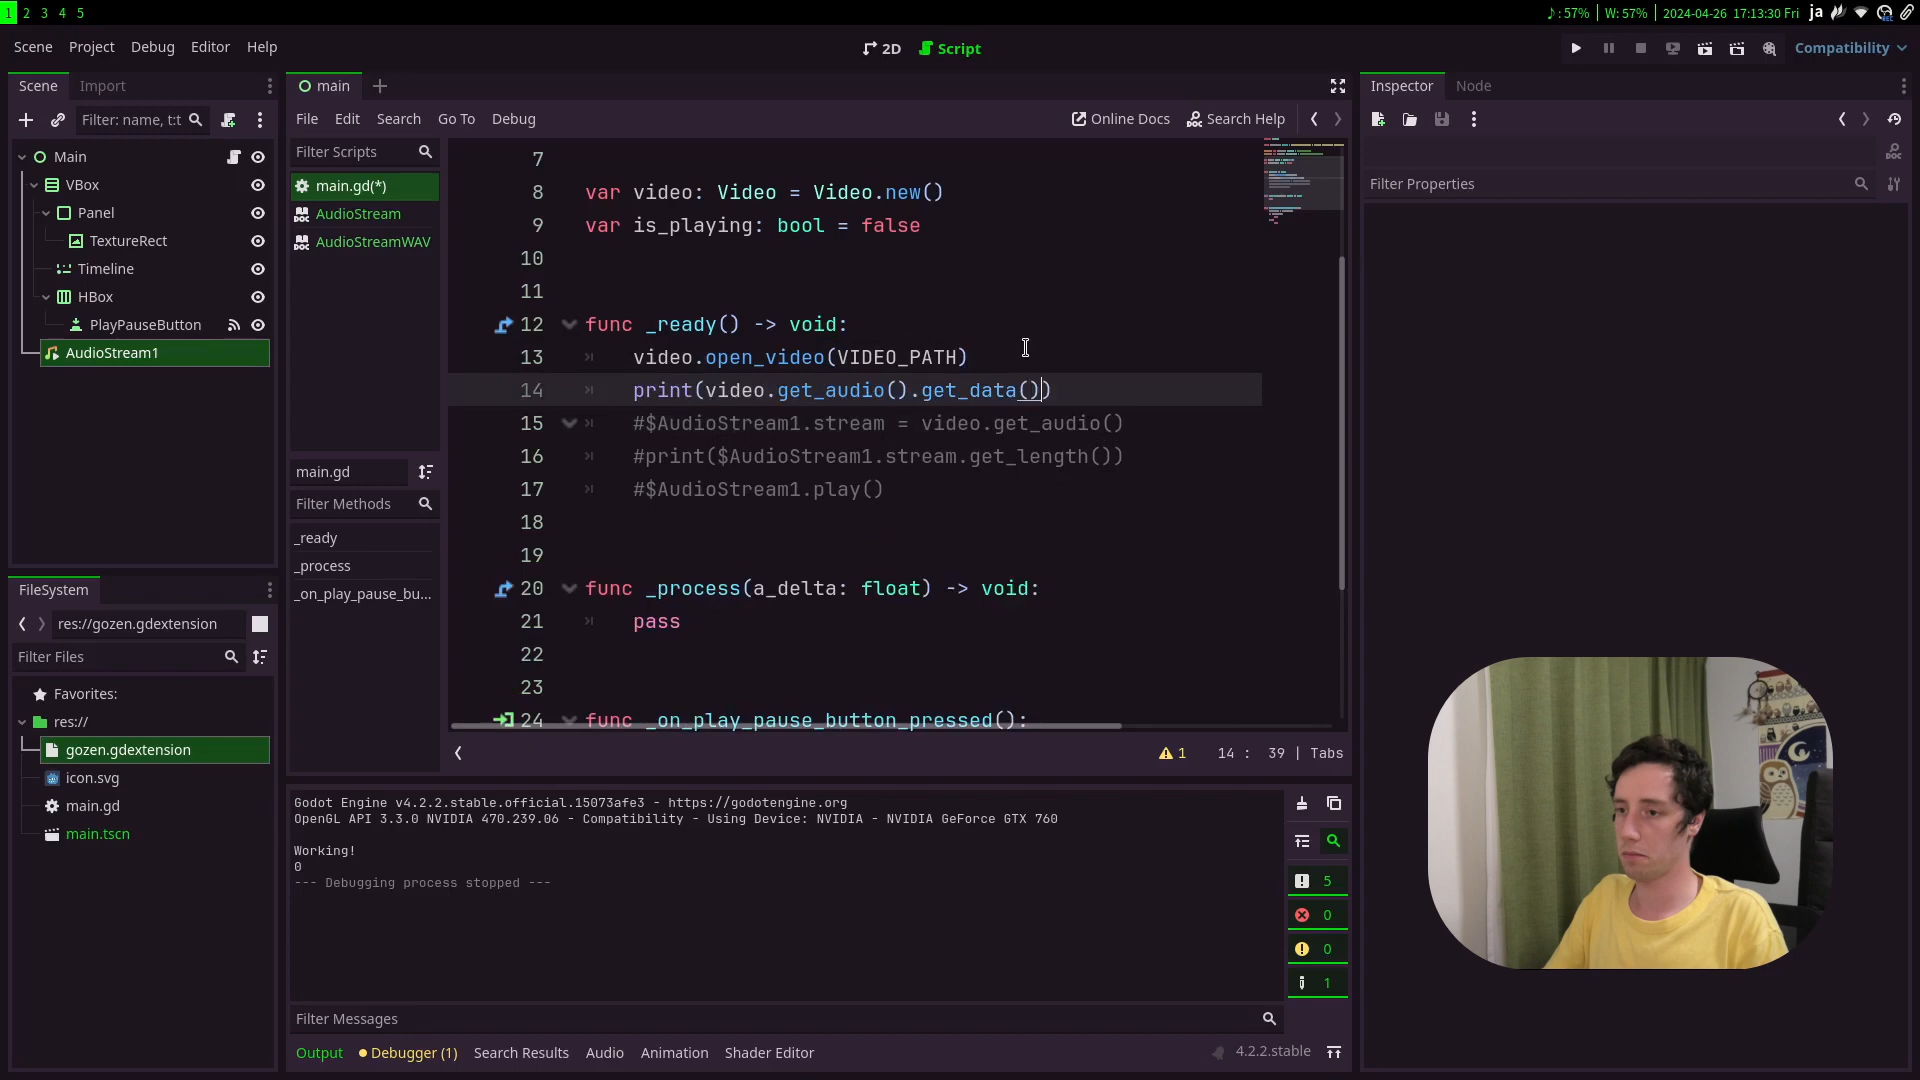 1 2 3 4 5
♪: 57% | W: 57% | 2024-04-26 17:13:30 Fri ja
Scene Project Debug Editor Help
2D Script
Compatibility
Scene Import
Filter: name, t:t
Main
VBox
Panel
TextureRect
Timeline
HBox
PlayPauseButton
AudioStream1
FileSystem
res://gozen.gdextension
Filter Files
Favorites:
res://
gozen.gdextension
icon.svg
main.gd
main.tscn
main
File Edit Search Go To Debug
Online Docs Search Help
Filter Scripts
main.gd(*)
AudioStream
AudioStreamWAV
main.gd
Filter Methods
_ready
_process
_on_play_pause_bu...
7
8 var video: Video = Video.new()
9 var is_playing: bool = false
10
11
12 func _ready() -> void:
13 video.open_video(VIDEO_PATH)
14 print(video.get_audio().get_data())
15 #$AudioStream1.stream = video.get_audio()
16 #print($AudioStream1.stream.get_length())
17 #$AudioStream1.play()
18
19
20 func _process(a_delta: float) -> void:
21 pass
22
23
24 func _on_play_pause_button_pressed():
1 14 : 39 | Tabs
Godot Engine v4.2.2.stable.official.15073afe3 - https://godotengine.org
OpenGL API 3.3.0 NVIDIA 470.239.06 - Compatibility - Using Device: NVIDIA - NVIDIA GeForce GTX 760
Working!
0
--- Debugging process stopped ---
5
0
0
1
Filter Messages
Output Debugger (1) Search Results Audio Animation Shader Editor
4.2.2.stable
Inspector Node
Filter Properties